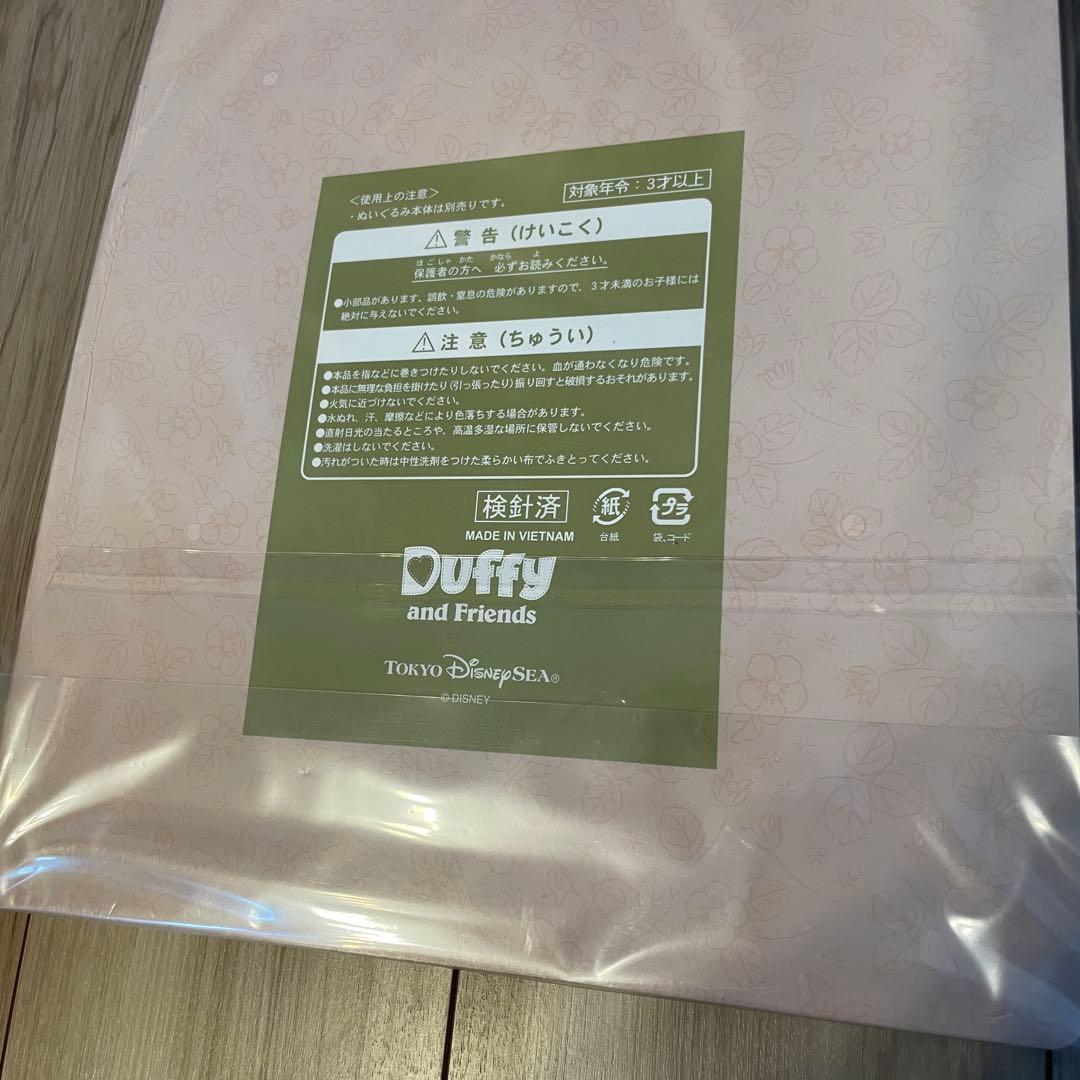 <使用上の注意>
・ぬいぐるみ本体は別売りです。
対象年令：3才以上
⚠警告（けいこく）
ほごしゃ かた かなら よ
保護者の方へ 必ずお読みください。
●小部品があります。誤飲・窒息の危険がありますので、3才未満のお子様には
絶対に与えないでください。
⚠注意（ちゅうい）
●本品を指などに巻きつけたりしないでください。血が通わなくなり危険です。
●本品に無理な負担を掛けたり（引っ張ったり）振り回すと破損するおそれがあります。
●火気に近づけないでください。
●水ぬれ、汗、摩擦などにより色落ちする場合があります。
●直射日光の当たるところや、高温多湿な場所に保管しないでください。
●洗濯はしないでください。
●汚れがついた時は中性洗剤をつけた柔らかい布でふきとってください。
検針済
紙
プラ
MADE IN VIETNAM
台紙
袋、コード
Duffy
and Friends
TOKYO DISNEYSEA®
© DISNEY